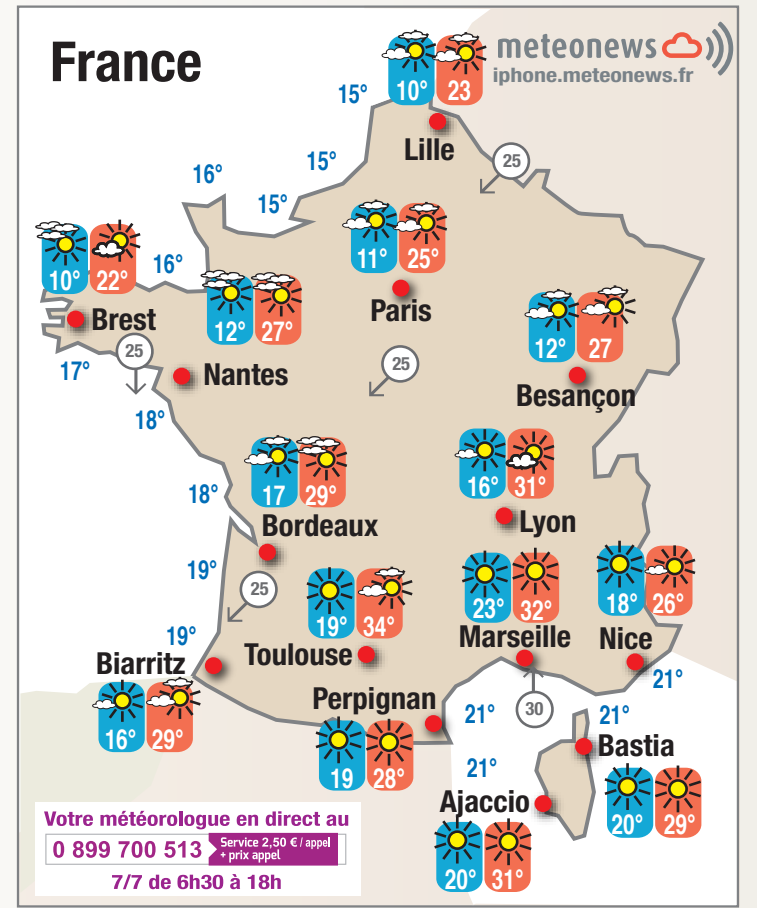 France
meteonews
iphone.meteonews.fr
10° 23
15°
Lille
25
15°
16°
15°
11° 25°
Paris
10° 22°
16°
Brest
12° 27°
12° 27
25
Nantes
25
Besançon
17°
18°
17 29°
16° 31°
18°
Bordeaux
Lyon
19°
25
19° 34°
23° 32°
18° 26°
19°
Biarritz
Toulouse
Marseille
Nice
21°
16° 29°
Perpignan
21°
30
21°
19 28°
Bastia
21°
20° 29°
Ajaccio
20° 31°
Votre météorologue en direct au
0 899 700 513
Service 2,50 € / appel
+ prix appel
7/7 de 6h30 à 18h